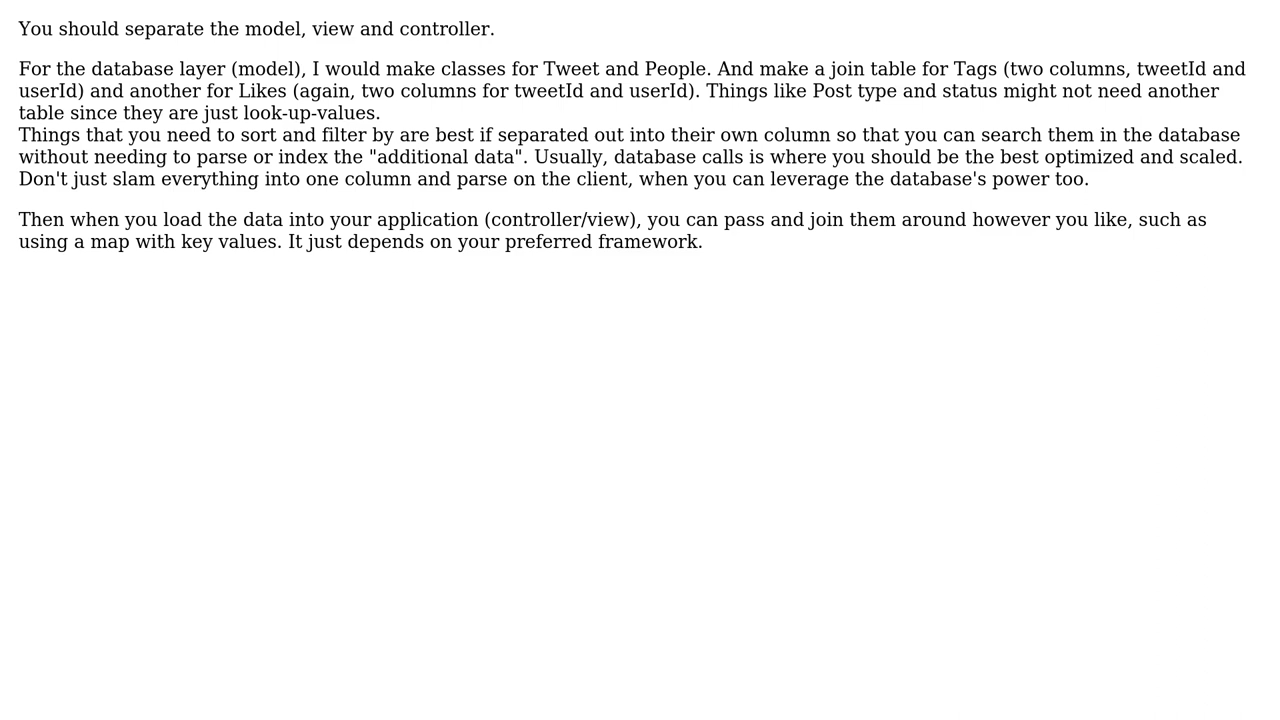 You should separate the model, view and controller.
For the database layer (model), I would make classes for Tweet and People. And make a join table for Tags (two columns, tweetId and
userId) and another for Likes (again, two columns for tweetId and userId). Things like Post type and status might not need another
table since they are just look-up-values.
Things that you need to sort and filter by are best if separated out into their own column so that you can search them in the database
without needing to parse or index the "additional data". Usually, database calls is where you should be the best optimized and scaled.
Don't just slam everything into one column and parse on the client, when you can leverage the database's power too.
Then when you load the data into your application (controller/view), you can pass and join them around however you like, such as
using a map with key values. It just depends on your preferred framework.